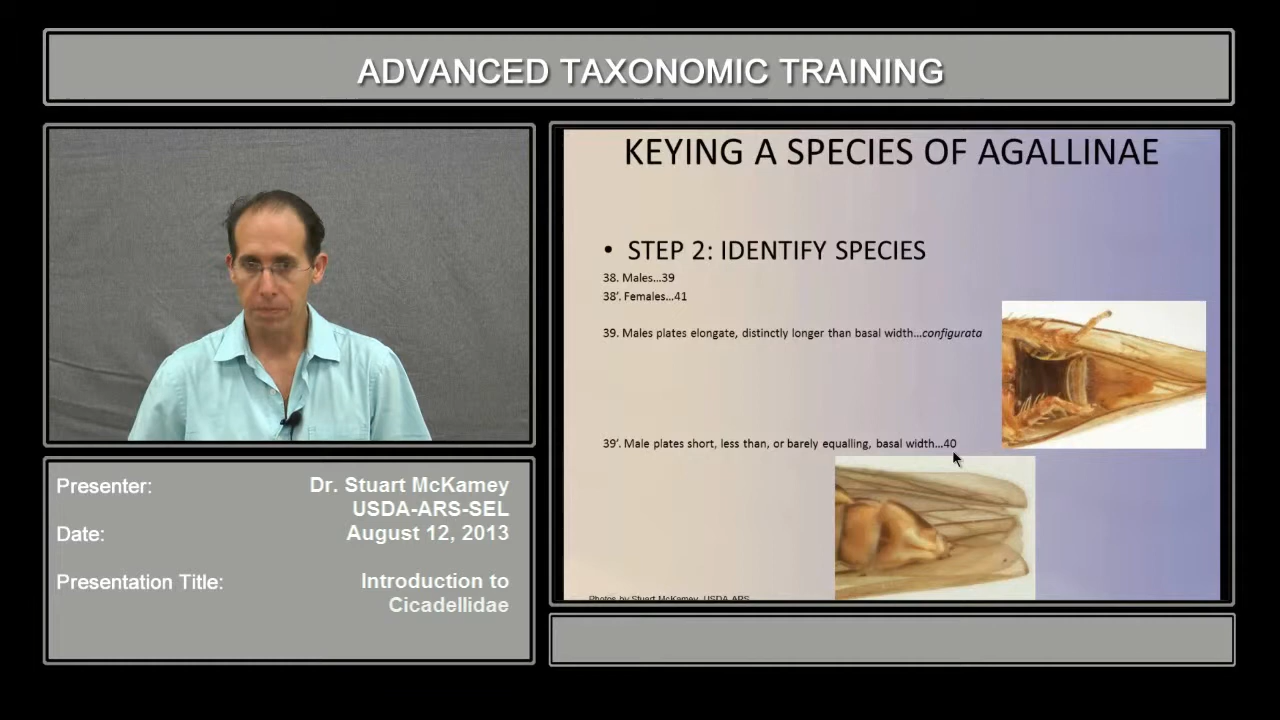 ADVANCED TAXONOMIC TRAINING
KEYING A SPECIES OF AGALLINAE
• STEP 2: IDENTIFY SPECIES
38. Males...39
38'. Females...41
39. Males plates elongate, distinctly longer than basal width...configurata
39'. Male plates short, less than, or barely equalling, basal width...40
Photos by Stuart McKamey, USDA-ARS
Presenter: Dr. Stuart McKamey
USDA-ARS-SEL
Date: August 12, 2013
Presentation Title: Introduction to
Cicadellidae